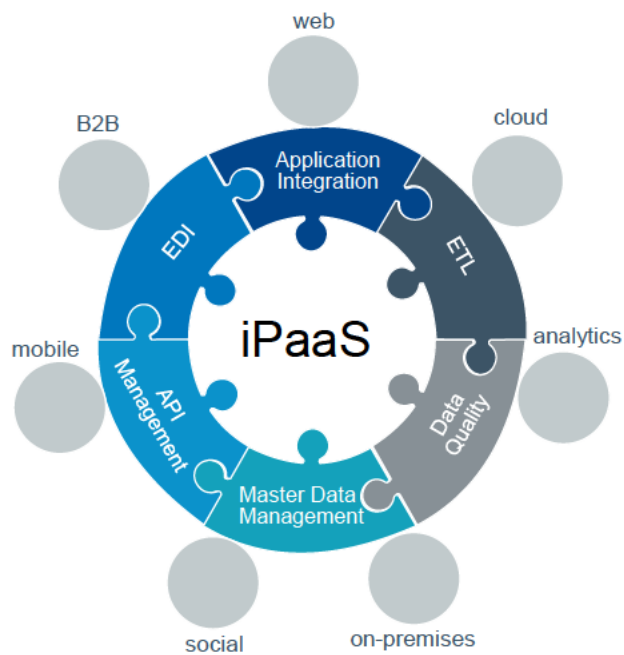 web
B2B
cloud
Application
Integration
EDI
ETL
iPaaS
mobile
analytics
API
Management
Data
Quality
Master Data
Management
social
on-premises